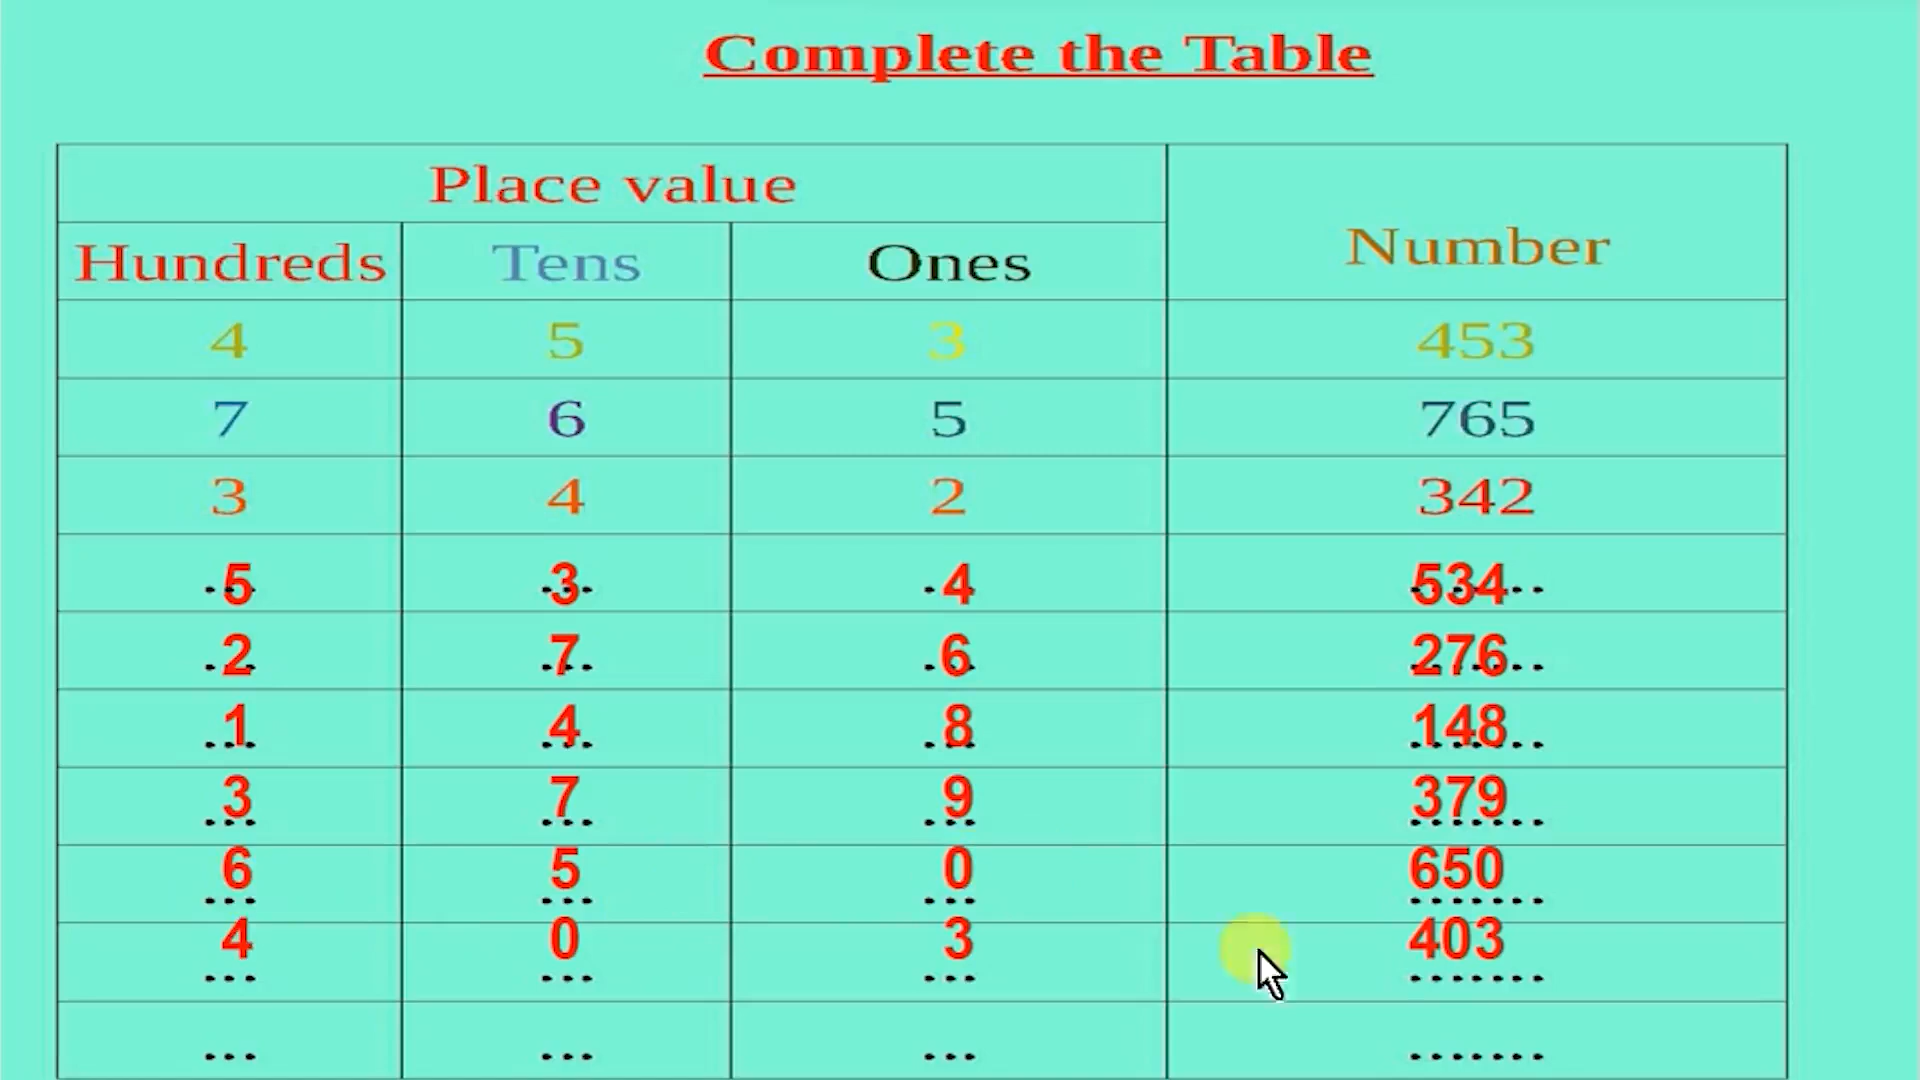 Complete the Table
Place value
Number
Hundreds Tens Ones
4 5 3 453
7 6 5 765
3 4 2 342
5 3 4 534
2 7 6 276
1 4 8 148
3 7 9 379
6 5 0 650
4 0 3 403
... ... ... .......